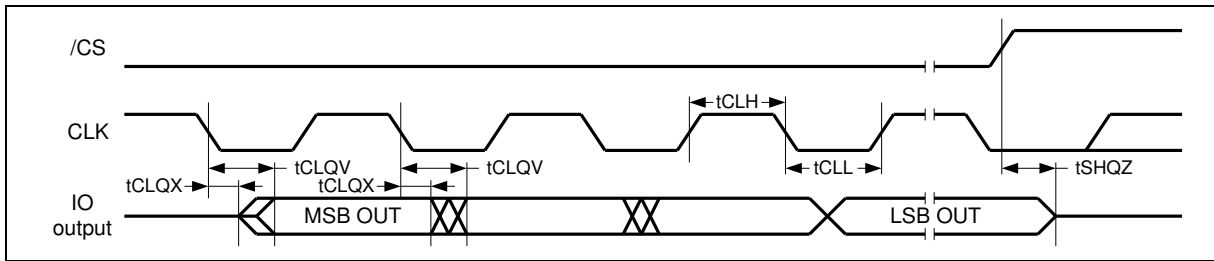 /CS
tCLH
CLK
tCLQV
tCLQV
tCLL
tSHQZ
tCLQX
tCLQX
IO
output
MSB OUT
LSB OUT